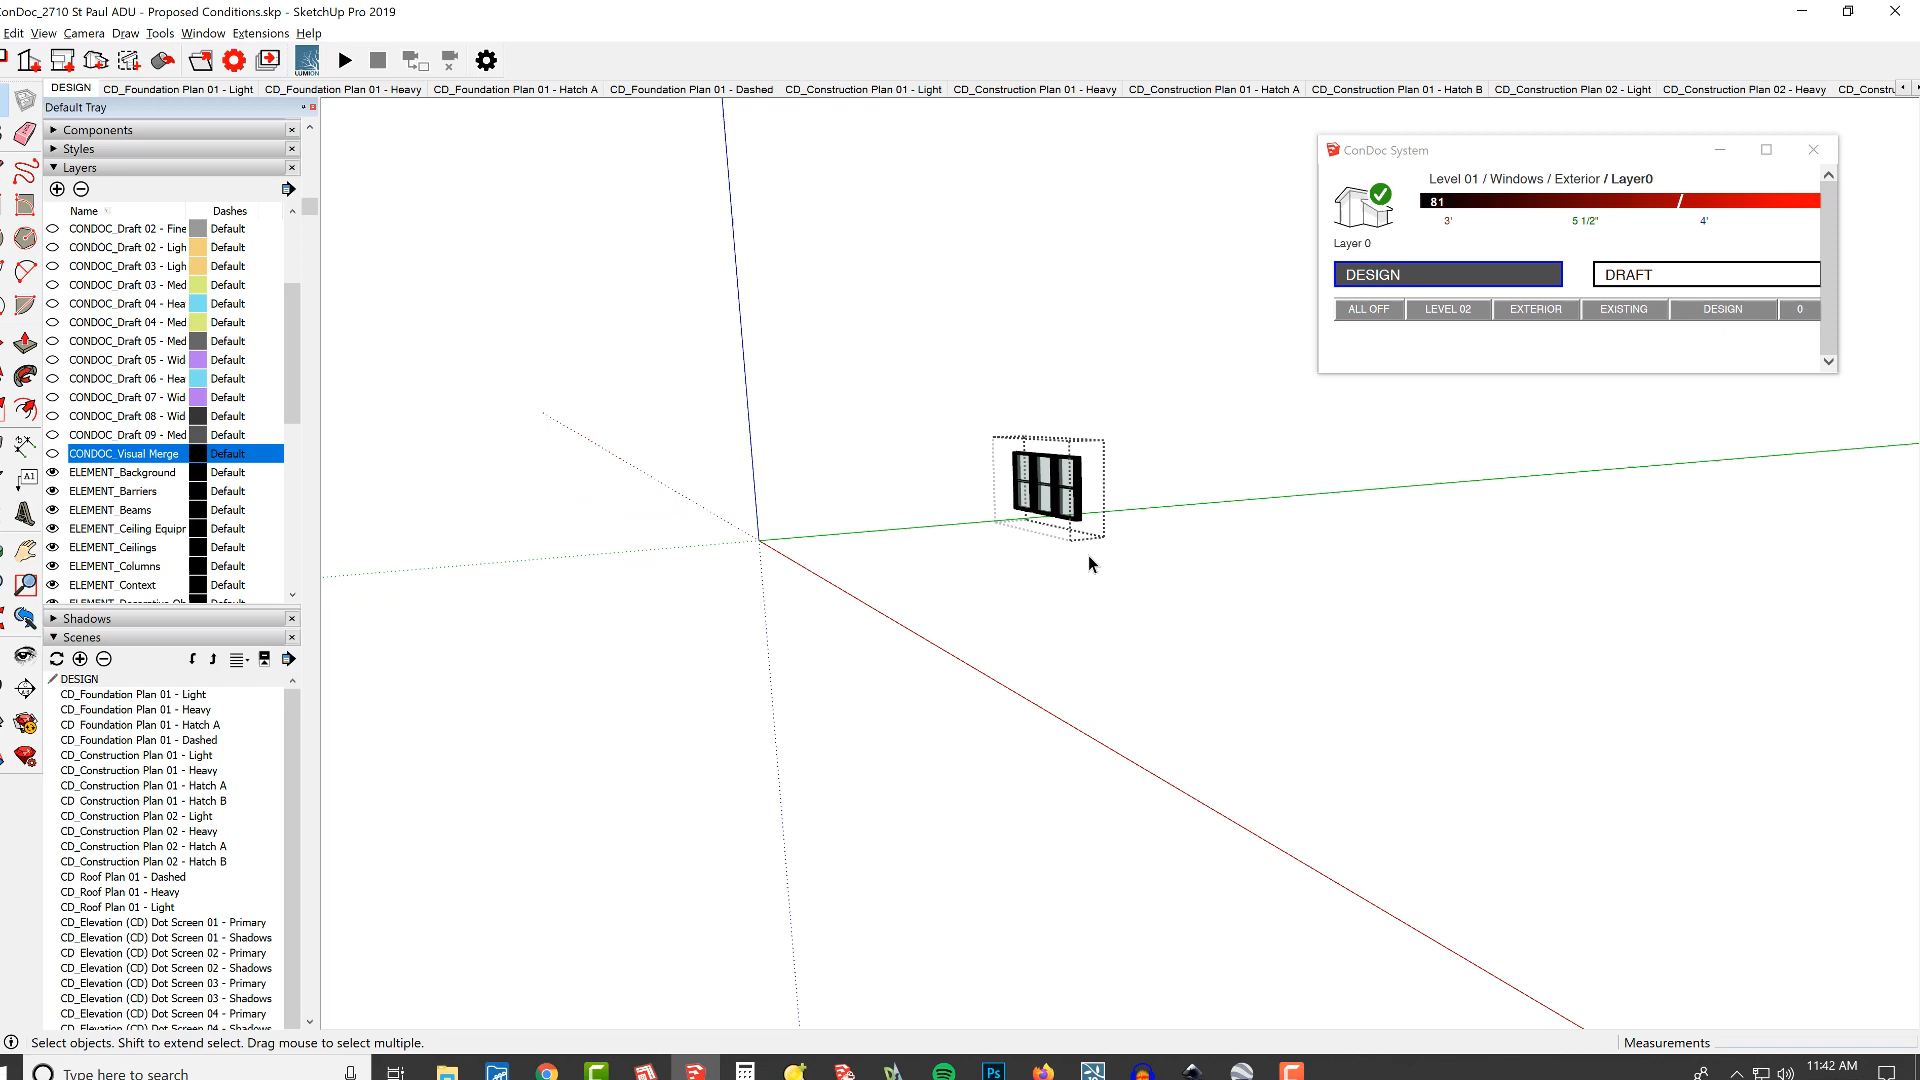 ConDoc_2710 St Paul ADU - Proposed Conditions.skp - SketchUp Pro 2019
Edit View Camera Draw Tools Window Extensions Help
LUMION
DESIGN CD_Foundation Plan 01 - Light CD_Foundation Plan 01 - Heavy CD_Foundation Plan 01 - Hatch A CD_Foundation Plan 01 - Dashed CD_Construction Plan 01 - Light CD_Construction Plan 01 - Heavy CD_Construction Plan 01 - Hatch A CD_Construction Plan 01 - Hatch B CD_Construction Plan 02 - Light CD_Construction Plan 02 - Heavy CD_Constru
Default Tray
Components
Styles
Layers
Name Dashes
CONDOC_Draft 02 - Fine Default
CONDOC_Draft 02 - Ligh Default
CONDOC_Draft 03 - Ligh Default
CONDOC_Draft 03 - Med Default
CONDOC_Draft 04 - Hea Default
CONDOC_Draft 04 - Med Default
CONDOC_Draft 05 - Med Default
CONDOC_Draft 05 - Wid Default
CONDOC_Draft 06 - Hea Default
CONDOC_Draft 07 - Wid Default
CONDOC_Draft 08 - Wid Default
CONDOC_Draft 09 - Med Default
CONDOC_Visual Merge Default
ELEMENT_Background Default
ELEMENT_Barriers Default
ELEMENT_Beams Default
ELEMENT_Ceiling Equipr Default
ELEMENT_Ceilings Default
ELEMENT_Columns Default
ELEMENT_Context Default
ELEMENT_Decorative Ob Default
Shadows
Scenes
DESIGN
CD_Foundation Plan 01 - Light
CD_Foundation Plan 01 - Heavy
CD_Foundation Plan 01 - Hatch A
CD_Foundation Plan 01 - Dashed
CD_Construction Plan 01 - Light
CD_Construction Plan 01 - Heavy
CD_Construction Plan 01 - Hatch A
CD_Construction Plan 01 - Hatch B
CD_Construction Plan 02 - Light
CD_Construction Plan 02 - Heavy
CD_Construction Plan 02 - Hatch A
CD_Construction Plan 02 - Hatch B
CD_Roof Plan 01 - Dashed
CD_Roof Plan 01 - Heavy
CD_Roof Plan 01 - Light
CD_Elevation (CD) Dot Screen 01 - Primary
CD_Elevation (CD) Dot Screen 01 - Shadows
CD_Elevation (CD) Dot Screen 02 - Primary
CD_Elevation (CD) Dot Screen 02 - Shadows
CD_Elevation (CD) Dot Screen 03 - Primary
CD_Elevation (CD) Dot Screen 03 - Shadows
CD_Elevation (CD) Dot Screen 04 - Primary
CD_Elevation (CD) Dot Screen 04 - Shadows
ConDoc System
Level 01 / Windows / Exterior / Layer0
81
3' 5 1/2" 4'
Layer 0
DESIGN DRAFT
ALL OFF LEVEL 02 EXTERIOR EXISTING DESIGN 0
Select objects. Shift to extend select. Drag mouse to select multiple.
Measurements
Type here to search
Ps
11:42 AM